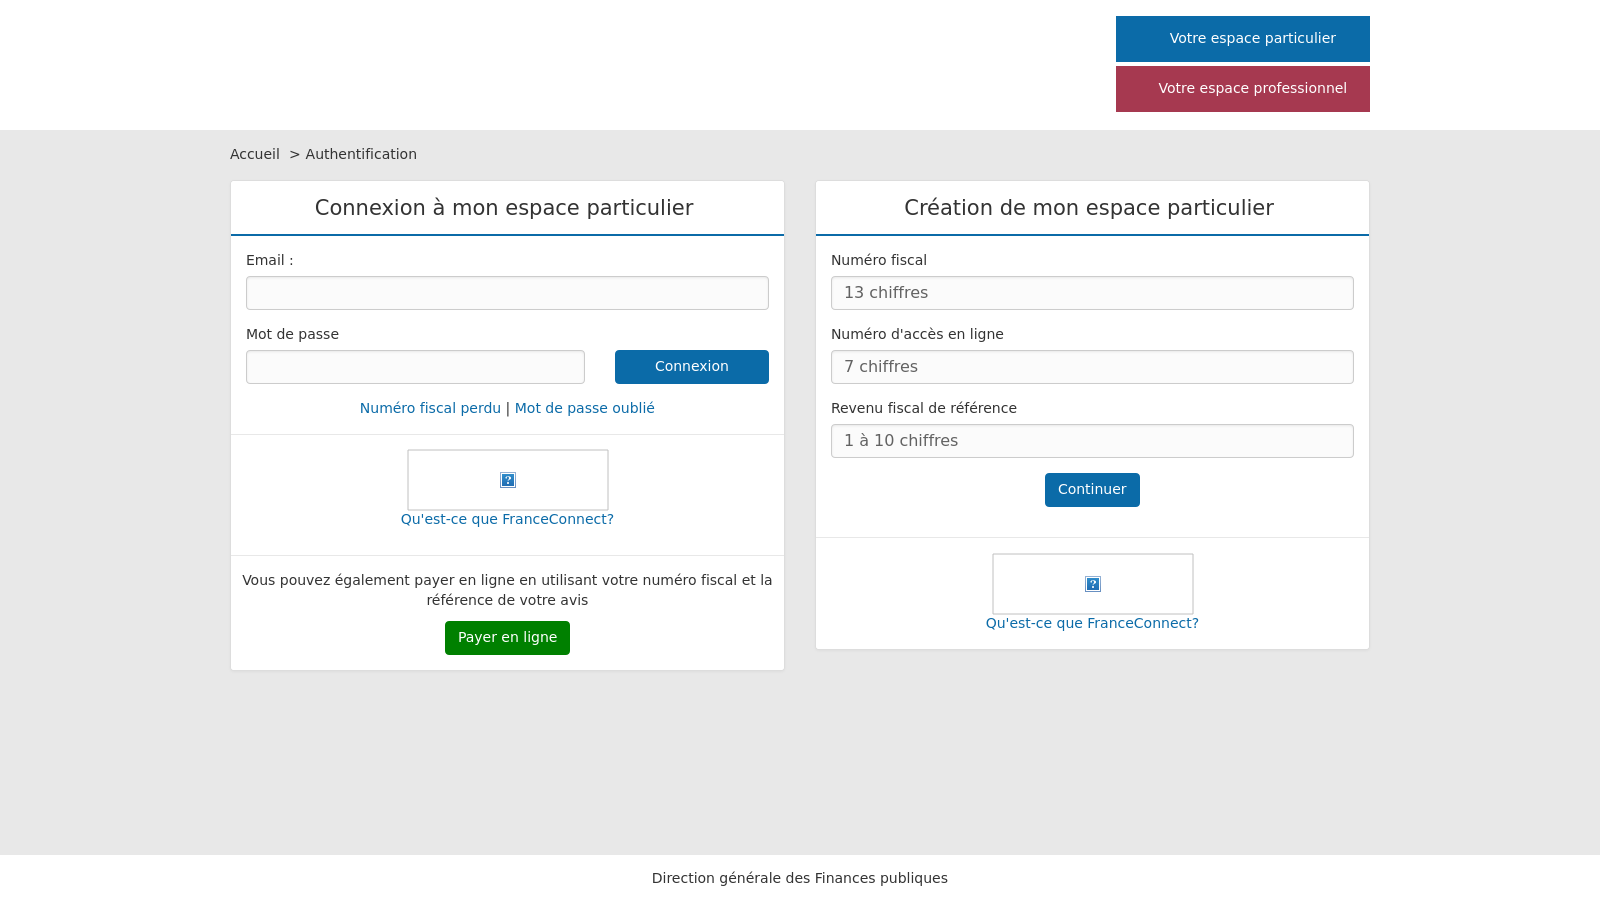 Votre espace particulier
Votre espace professionnel
Accueil > Authentification
Connexion à mon espace particulier
Email :
Mot de passe
Connexion
Numéro fiscal perdu | Mot de passe oublié
Qu'est-ce que FranceConnect?
Vous pouvez également payer en ligne en utilisant votre numéro fiscal et la
référence de votre avis
Payer en ligne
Création de mon espace particulier
Numéro fiscal
13 chiffres
Numéro d'accès en ligne
7 chiffres
Revenu fiscal de référence
1 à 10 chiffres
Continuer
Qu'est-ce que FranceConnect?
Direction générale des Finances publiques